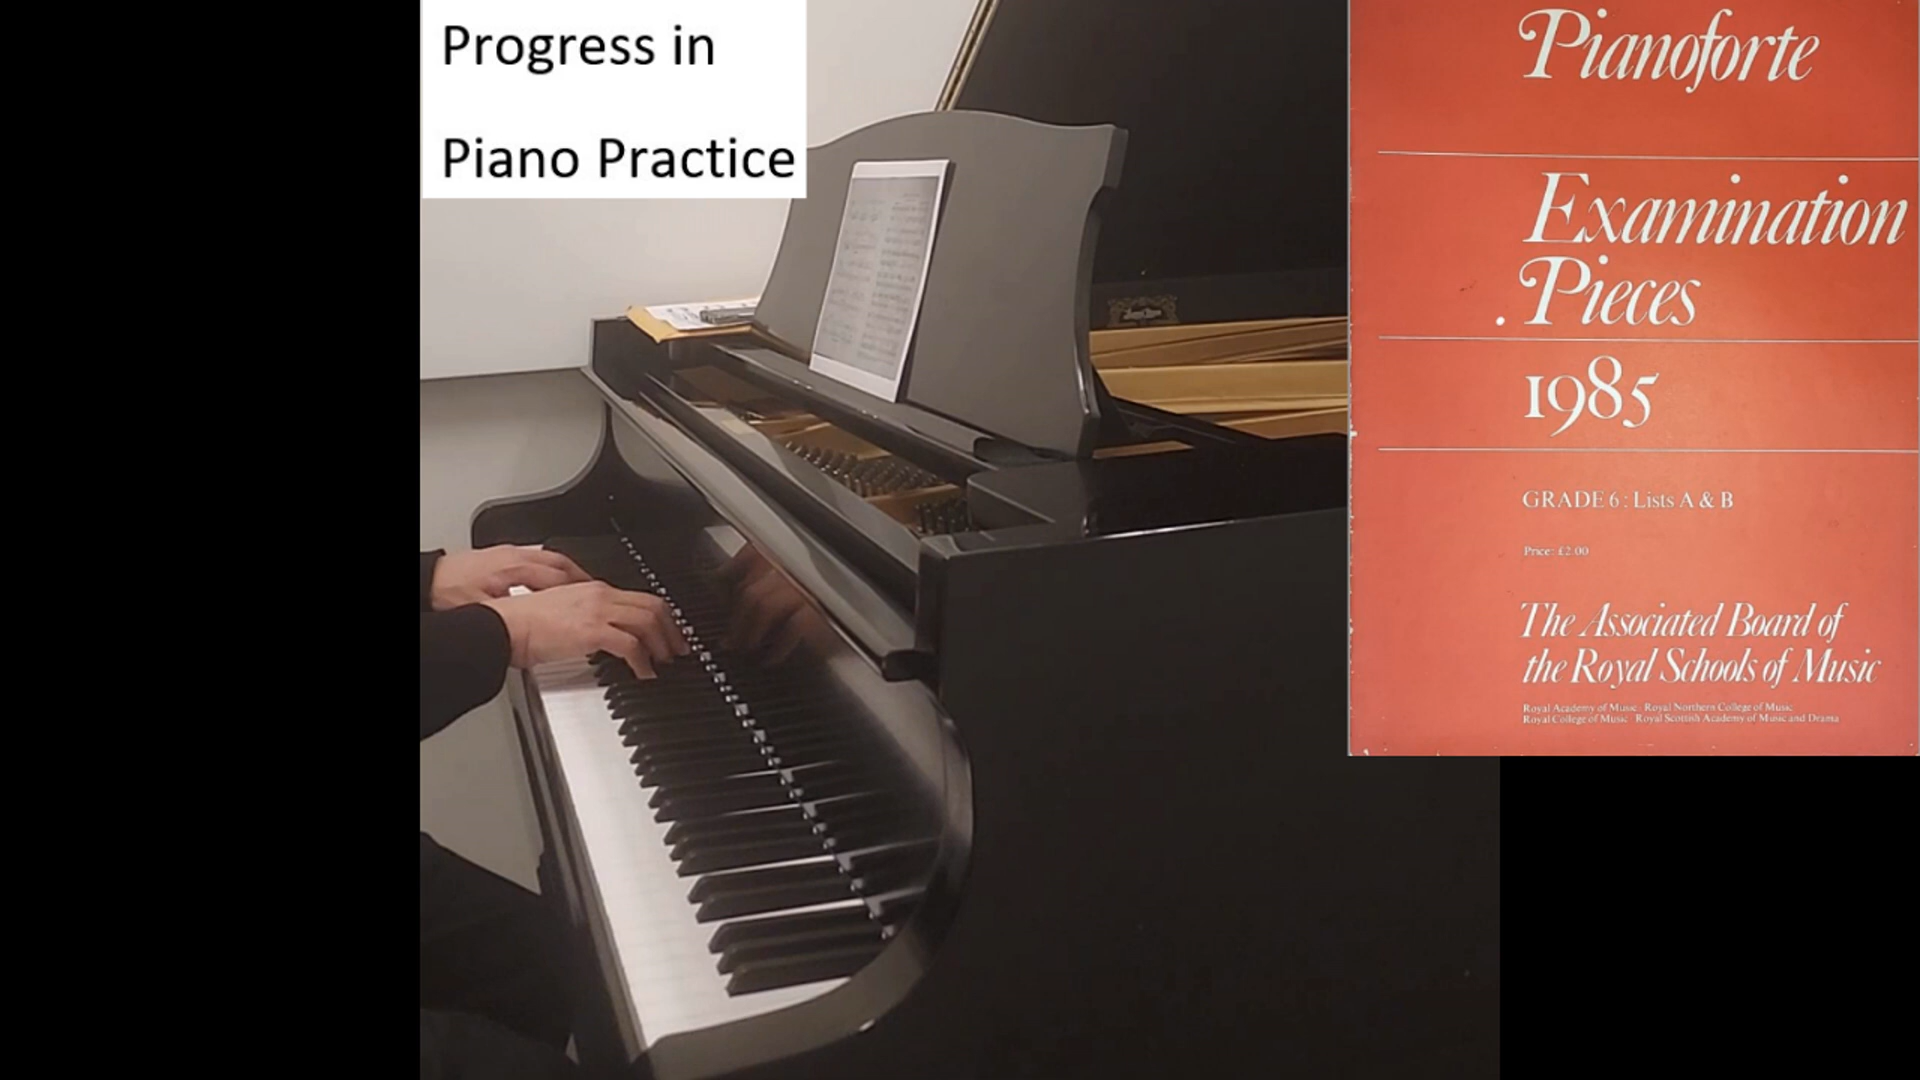 Progress in
Piano Practice
Pianoforte
Examination
Pieces
1985
GRADE 6 : Lists A & B
Price: £2.00
The Associated Board of
the Royal Schools of Music
Royal Academy of Music · Royal Northern College of Music
Royal College of Music · Royal Scottish Academy of Music and Drama